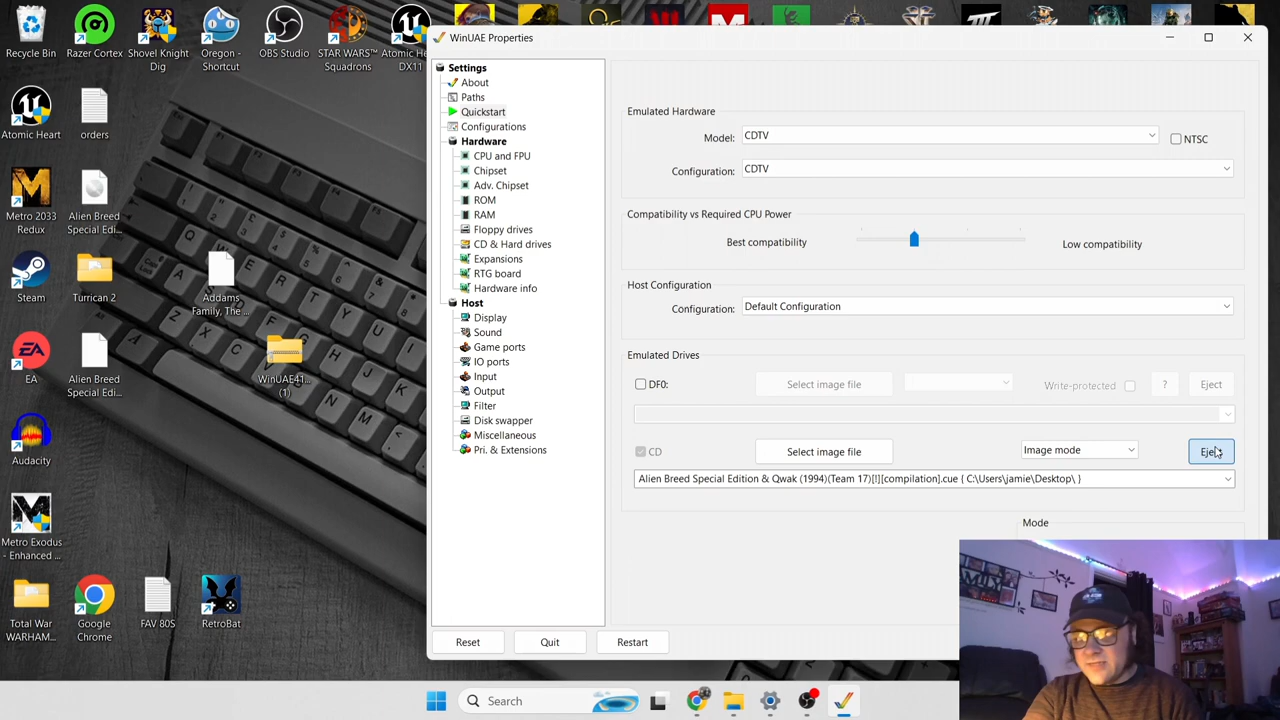 Recycle Bin
Razer Cortex
Shovel Knight
Dig
Oregon -
Shortcut
OBS Studio
STAR WARS™
Squadrons
Atomic He
DX11
Atomic Heart
orders
Metro 2033
Redux
Alien Breed
Special Edi...
Steam
Turrican 2
Addams
Family, The ...
EA
Alien Breed
Special Edi...
WinUAE41...
(1)
Audacity
Metro Exodus
- Enhanced ...
Total War
WARHAM...
Google
Chrome
FAV 80S
RetroBat
WinUAE Properties
Settings
About
Paths
Quickstart
Configurations
Hardware
CPU and FPU
Chipset
Adv. Chipset
ROM
RAM
Floppy drives
CD & Hard drives
Expansions
RTG board
Hardware info
Host
Display
Sound
Game ports
IO ports
Input
Output
Filter
Disk swapper
Miscellaneous
Pri. & Extensions
Emulated Hardware
Model: CDTV NTSC
Configuration: CDTV
Compatibility vs Required CPU Power
Best compatibility Low compatibility
Host Configuration
Configuration: Default Configuration
Emulated Drives
DF0: Select image file Write-protected ? Eject
CD Select image file Image mode Eject
Alien Breed Special Edition & Qwak (1994)(Team 17)[!][compilation].cue { C:\Users\jamie\Desktop\ }
Mode
Reset Quit Restart
Search